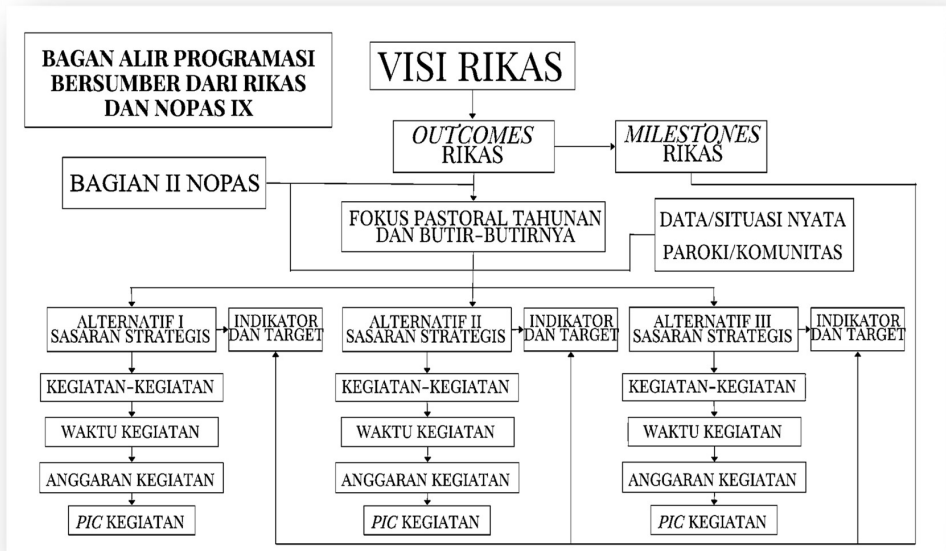 BAGAN ALIR PROGRAMASI
BERSUMBER DARI RIKAS
DAN NOPAS IX
VISI RIKAS
OUTCOMES
RIKAS
MILESTONES
RIKAS
BAGIAN II NOPAS
FOKUS PASTORAL TAHUNAN
DAN BUTIR-BUTIRNYA
DATA/SITUASI NYATA
PAROKI/KOMUNITAS
ALTERNATIF I
SASARAN STRATEGIS
INDIKATOR
DAN TARGET
ALTERNATIF II
SASARAN STRATEGIS
INDIKATOR
DAN TARGET
ALTERNATIF III
SASARAN STRATEGIS
INDIKATOR
DAN TARGET
KEGIATAN-KEGIATAN
KEGIATAN-KEGIATAN
KEGIATAN-KEGIATAN
WAKTU KEGIATAN
WAKTU KEGIATAN
WAKTU KEGIATAN
ANGGARAN KEGIATAN
ANGGARAN KEGIATAN
ANGGARAN KEGIATAN
PIC KEGIATAN
PIC KEGIATAN
PIC KEGIATAN